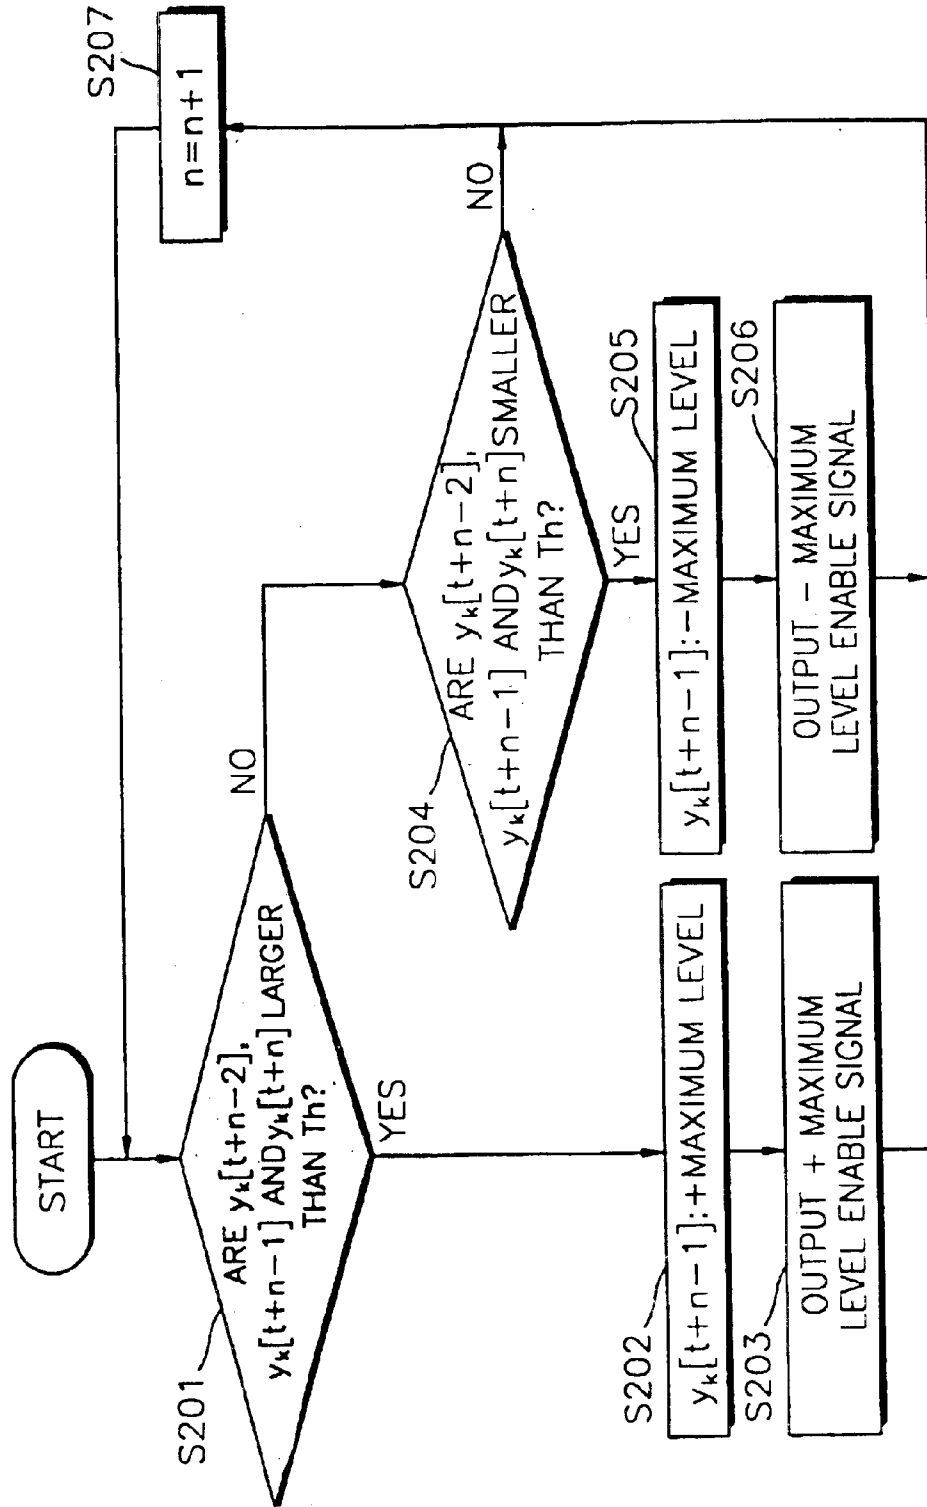 START
S201
ARE yk[t+n-2],
yk[t+n-1] ANDyk[t+n]LARGER
THAN Th?
NO
YES
S202
yk[t+n-1]:+MAXIMUM LEVEL
S203
OUTPUT + MAXIMUM
LEVEL ENABLE SIGNAL
S204
ARE yk[t+n-2],
yk[t+n-1] ANDyk[t+n]SMALLER
THAN Th?
NO
YES
S205
yk[t+n-1]:-MAXIMUM LEVEL
S206
OUTPUT - MAXIMUM
LEVEL ENABLE SIGNAL
S207
n=n+1